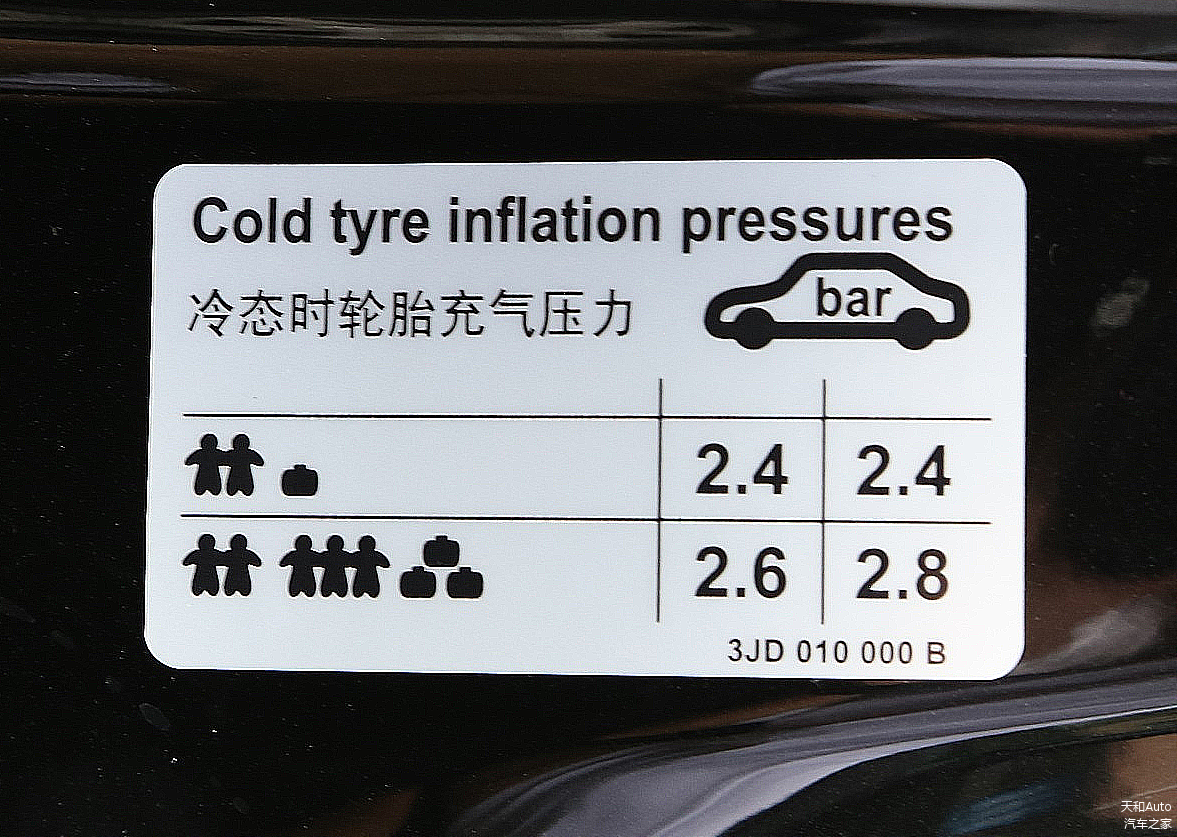 Cold tyre inflation pressures
冷态时轮胎充气压力
bar
2.4 2.4
2.6 2.8
3JD 010 000 B
天和Auto
汽车之家